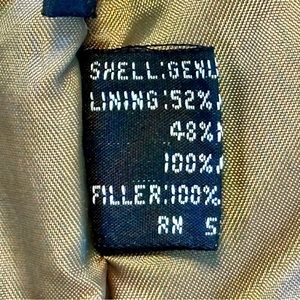 SHELL:GENU
LINING:52%
48%
100%
FILLER:100%
RN 5